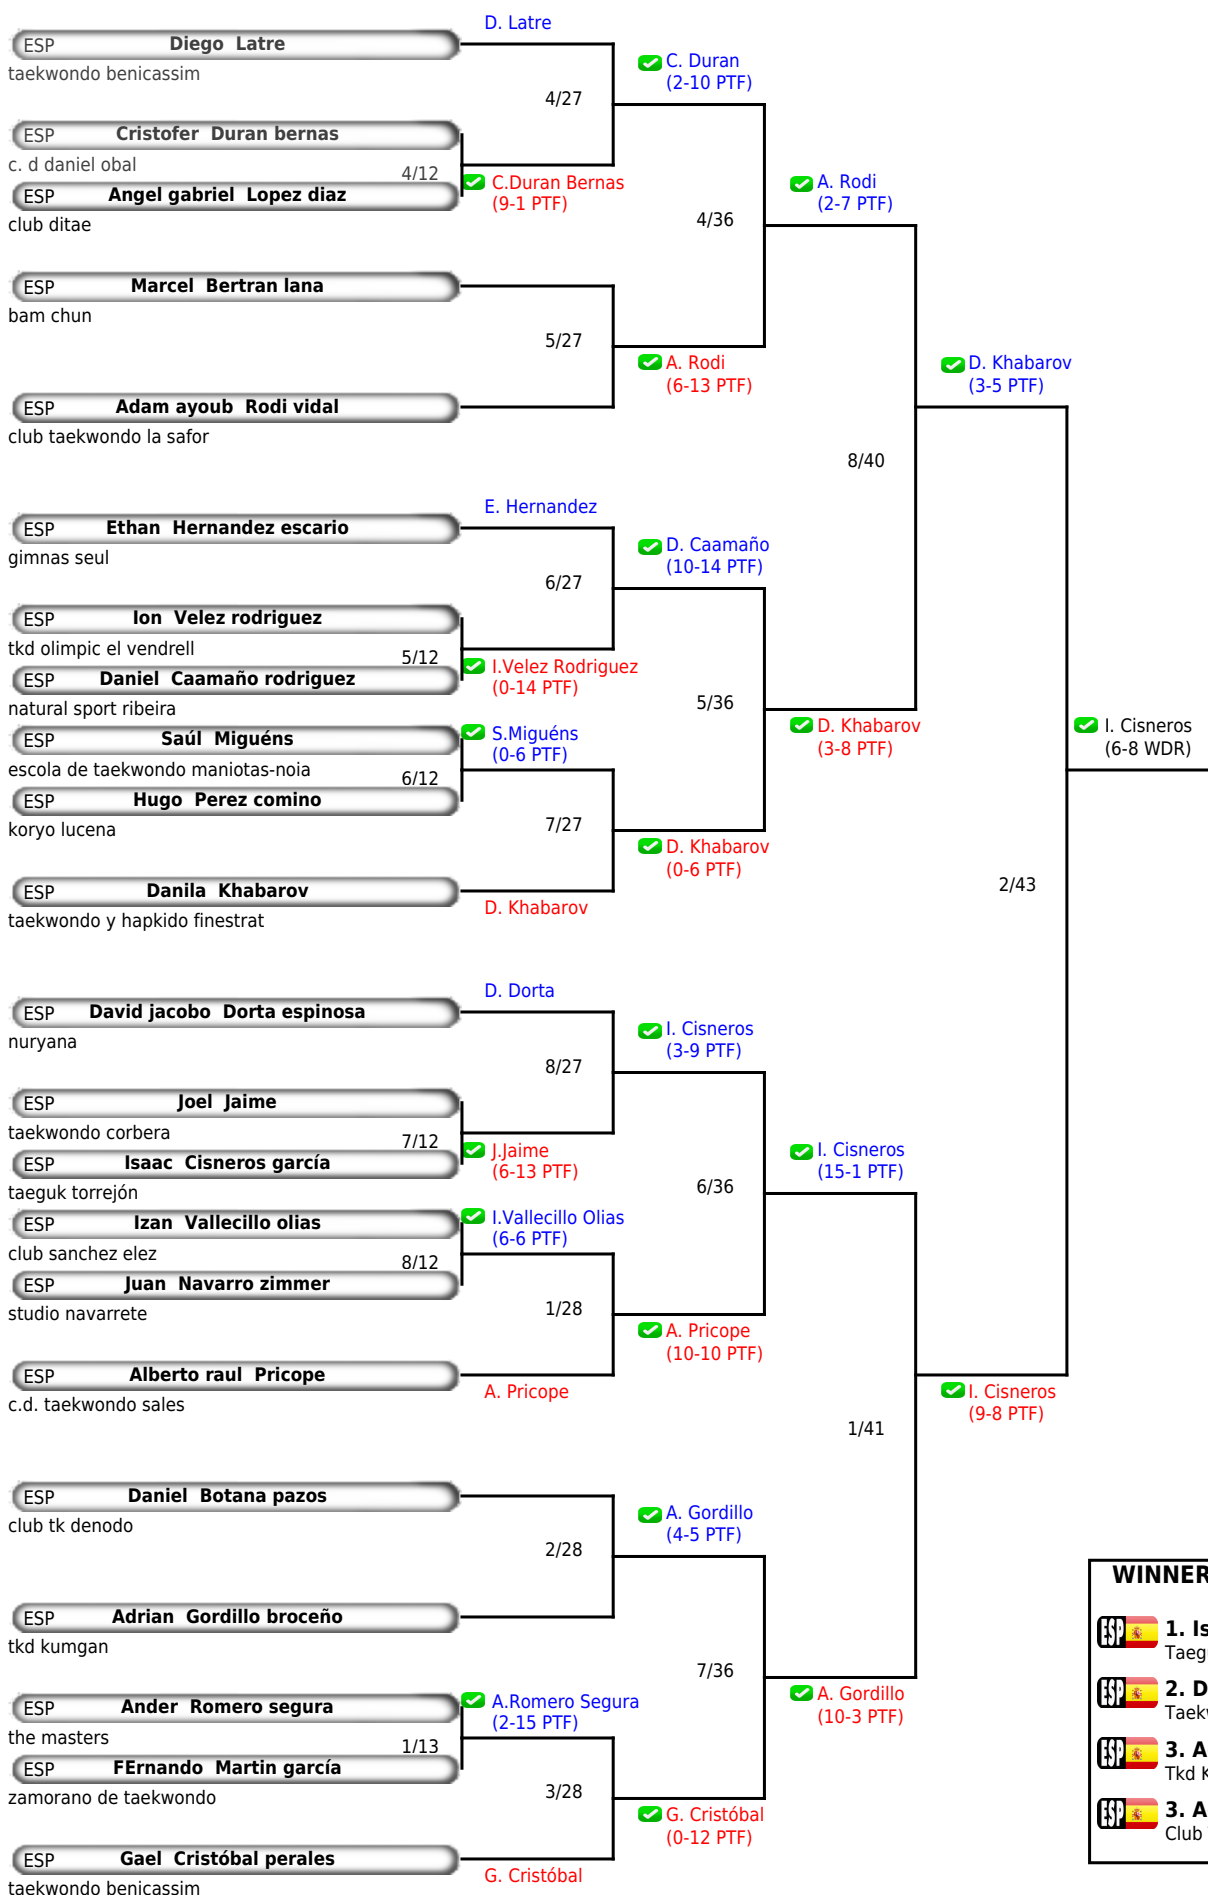 D. Latre
ESP Diego Latre
taekwondo benicassim
C. Duran
(2-10 PTF)
4/27
ESP Cristofer Duran bernas
c. d daniel obal
4/12
C.Duran Bernas
(9-1 PTF)
ESP Angel gabriel Lopez diaz
club ditae
A. Rodi
(2-7 PTF)
4/36
ESP Marcel Bertran lana
bam chun
5/27
A. Rodi
(6-13 PTF)
D. Khabarov
(3-5 PTF)
ESP Adam ayoub Rodi vidal
club taekwondo la safor
8/40
E. Hernandez
ESP Ethan Hernandez escario
gimnas seul
D. Caamaño
(10-14 PTF)
6/27
ESP Ion Velez rodriguez
tkd olimpic el vendrell
5/12
I.Velez Rodriguez
(0-14 PTF)
ESP Daniel Caamaño rodriguez
natural sport ribeira
5/36
ESP Saúl Miguéns
S.Miguéns
(0-6 PTF)
D. Khabarov
(3-8 PTF)
I. Cisneros
(6-8 WDR)
escola de taekwondo maniotas-noia
6/12
ESP Hugo Perez comino
koryo lucena
7/27
D. Khabarov
(0-6 PTF)
2/43
ESP Danila Khabarov
D. Khabarov
taekwondo y hapkido finestrat
D. Dorta
ESP David jacobo Dorta espinosa
nuryana
I. Cisneros
(3-9 PTF)
8/27
ESP Joel Jaime
taekwondo corbera
7/12
J.Jaime
(6-13 PTF)
ESP Isaac Cisneros garcía
taeguk torrejón
I. Cisneros
(15-1 PTF)
6/36
ESP Izan Vallecillo olias
I.Vallecillo Olias
(6-6 PTF)
club sanchez elez
8/12
ESP Juan Navarro zimmer
studio navarrete
1/28
A. Pricope
(10-10 PTF)
ESP Alberto raul Pricope
A. Pricope
c.d. taekwondo sales
I. Cisneros
(9-8 PTF)
1/41
ESP Daniel Botana pazos
club tk denodo
A. Gordillo
(4-5 PTF)
2/28
ESP Adrian Gordillo broceño
tkd kumgan
7/36
ESP Ander Romero segura
A.Romero Segura
(2-15 PTF)
A. Gordillo
(10-3 PTF)
the masters
1/13
ESP FErnando Martin garcía
zamorano de taekwondo
3/28
G. Cristóbal
(0-12 PTF)
ESP Gael Cristóbal perales
G. Cristóbal
taekwondo benicassim
WINNER
ESP 1. Is
Taeg
ESP 2. D
Taekw
ESP 3. A
Tkd K
ESP 3. A
Club